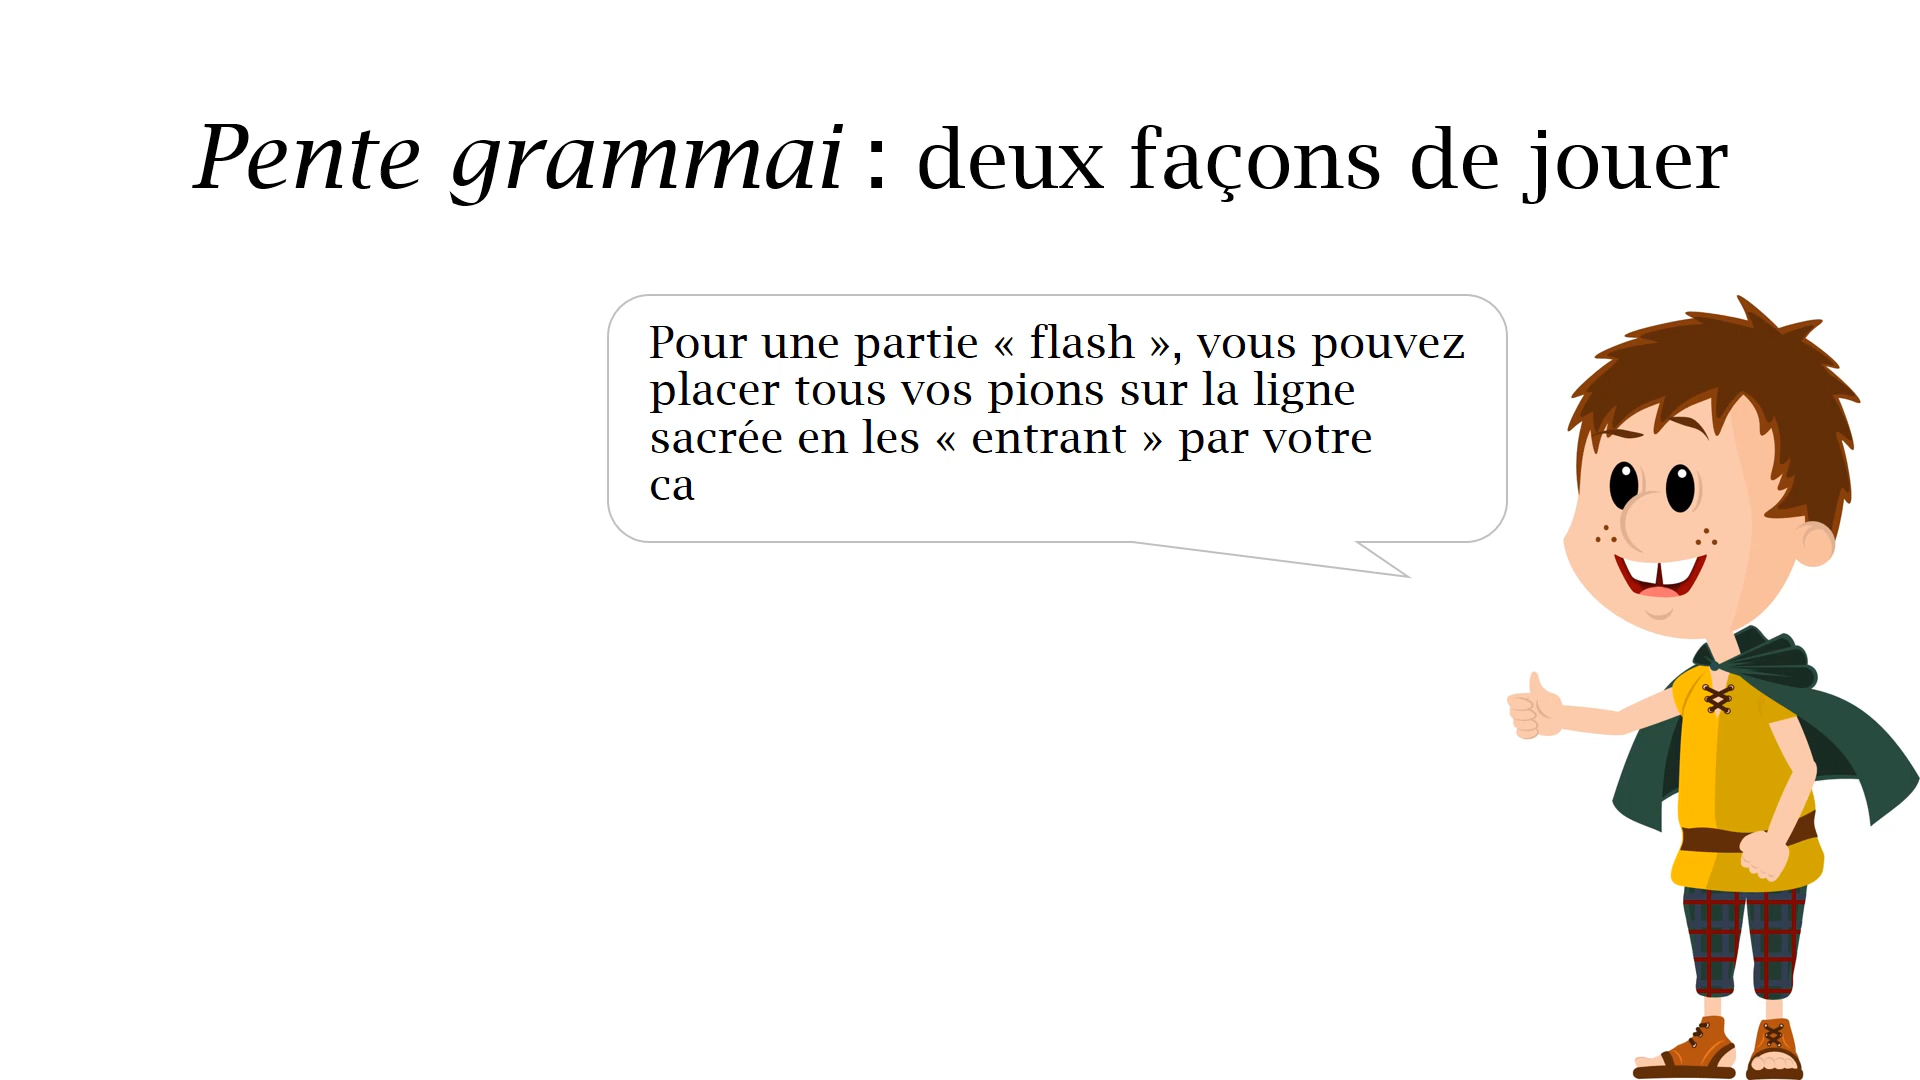 Pente grammai : deux façons de jouer
Pour une partie « flash », vous pouvez
placer tous vos pions sur la ligne
sacrée en les « entrant » par votre
ca